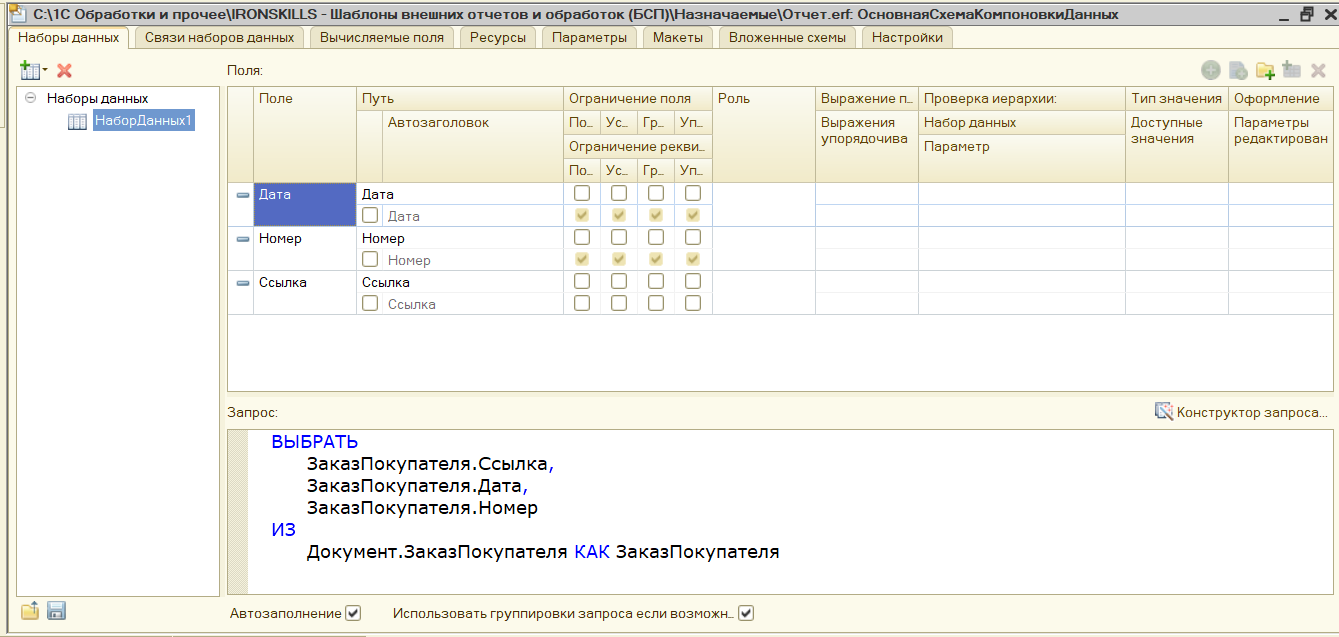 C:\1С Обработки и прочее\IRONSKILLS - Шаблоны внешних отчетов и обработок (БСП)\Назначаемые\Отчет.erf: ОсновнаяСхемаКомпоновкиДанных
Наборы данных Связи наборов данных Вычисляемые поля Ресурсы Параметры Макеты Вложенные схемы Настройки
Поля:
Наборы данных
НаборДанных1
Поле Путь Ограничение поля Роль Выражение п... Проверка иерархии: Тип значения Оформление
Автозаголовок По... Ус... Гр... Уп... Выражения упорядочива Набор данных Доступные значения Параметры редактирован
Ограничение рекви... Параметр
По... Ус... Гр... Уп...
Дата Дата
Дата
Номер Номер
Номер
Ссылка Ссылка
Ссылка
Запрос: Конструктор запроса...
ВЫБРАТЬ
ЗаказПокупателя.Ссылка,
ЗаказПокупателя.Дата,
ЗаказПокупателя.Номер
ИЗ
Документ.ЗаказПокупателя КАК ЗаказПокупателя
Автозаполнение Использовать группировки запроса если возможн...